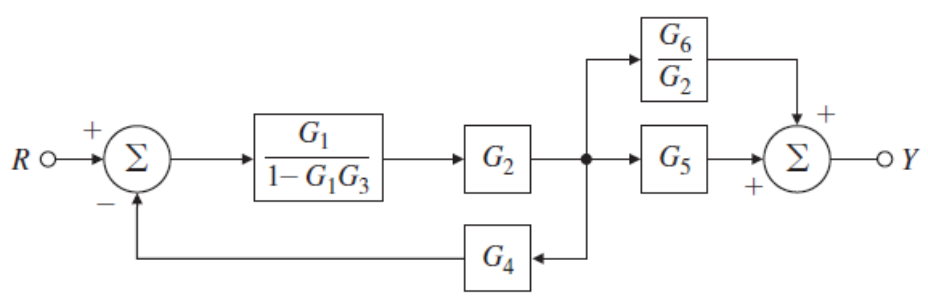 G₆
G₂
+
+
R
Σ
G₁
1– G₁G₃
G₂
G₅
Σ
Y
–
+
G₄